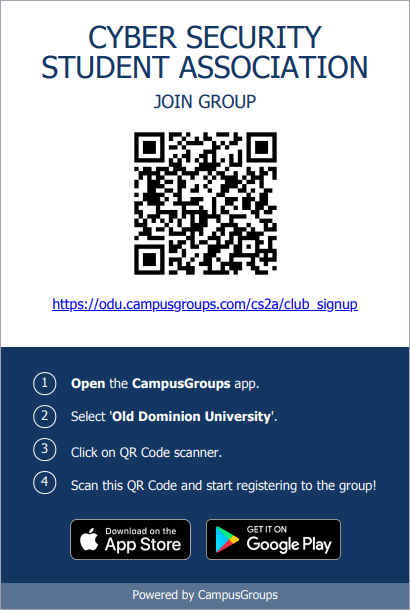 CYBER SECURITY
STUDENT ASSOCIATION
JOIN GROUP
https://odu.campusgroups.com/cs2a/club_signup
1 Open the CampusGroups app.
2 Select 'Old Dominion University'.
3 Click on QR Code scanner.
4 Scan this QR Code and start registering to the group!
Download on the
App Store
GET IT ON
Google Play
Powered by CampusGroups